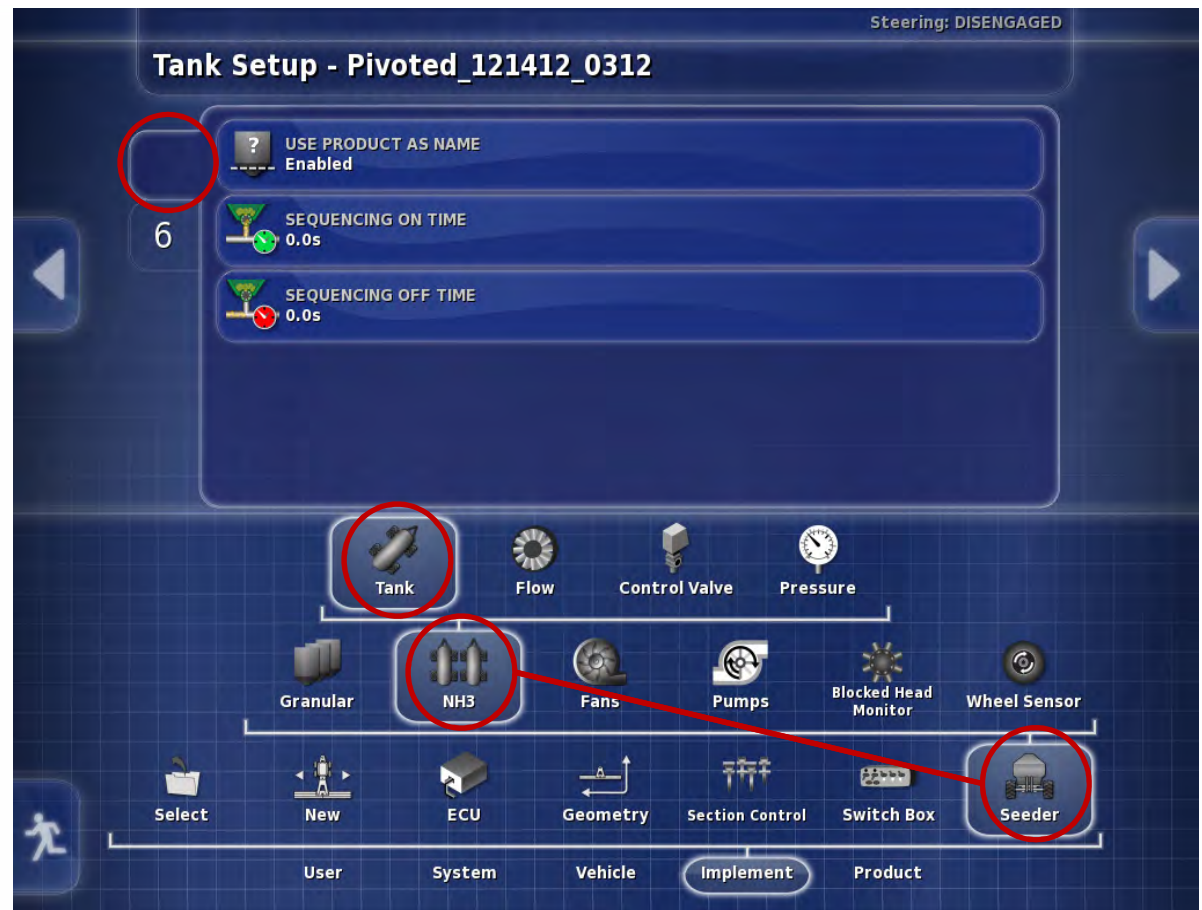 Steering: DISENGAGED
Tank Setup - Pivoted_121412_0312
? USE PRODUCT AS NAME
Enabled
6
SEQUENCING ON TIME
0.0s
SEQUENCING OFF TIME
0.0s
Tank Flow Control Valve Pressure
Granular NH3 Fans Pumps Blocked Head Monitor Wheel Sensor
Select New ECU Geometry Section Control Switch Box Seeder
User System Vehicle Implement Product